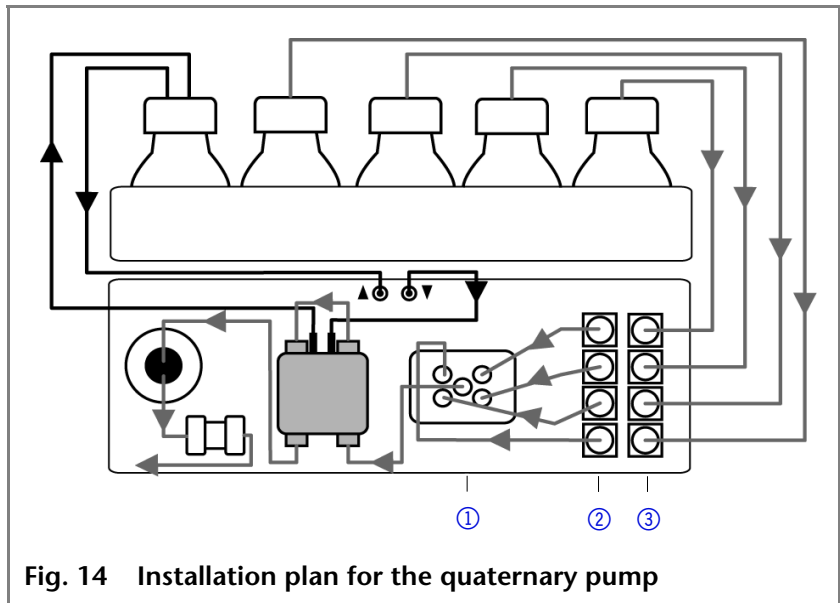 ① ② ③
Fig. 14 Installation plan for the quaternary pump